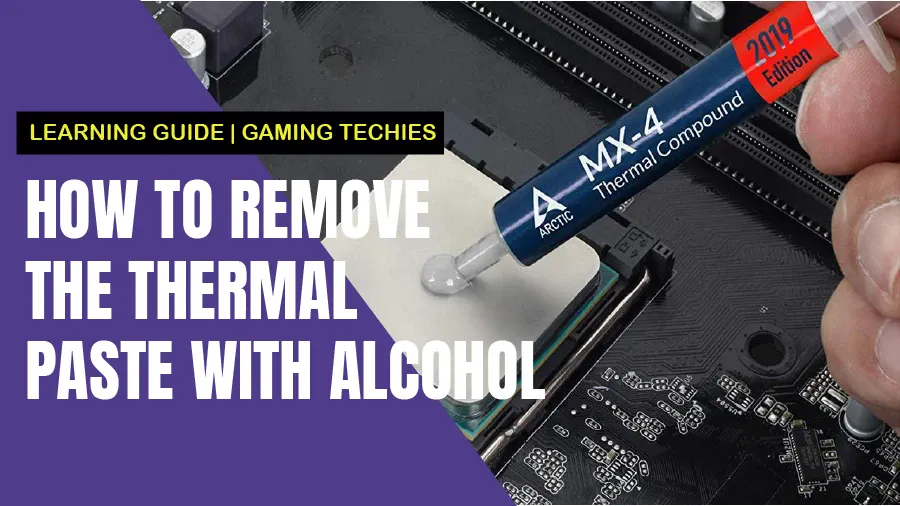 LEARNING GUIDE | GAMING TECHIES
HOW TO REMOVE
THE THERMAL
PASTE WITH ALCOHOL
2019
Edition
MX-4
Thermal Compound
ARCTIC